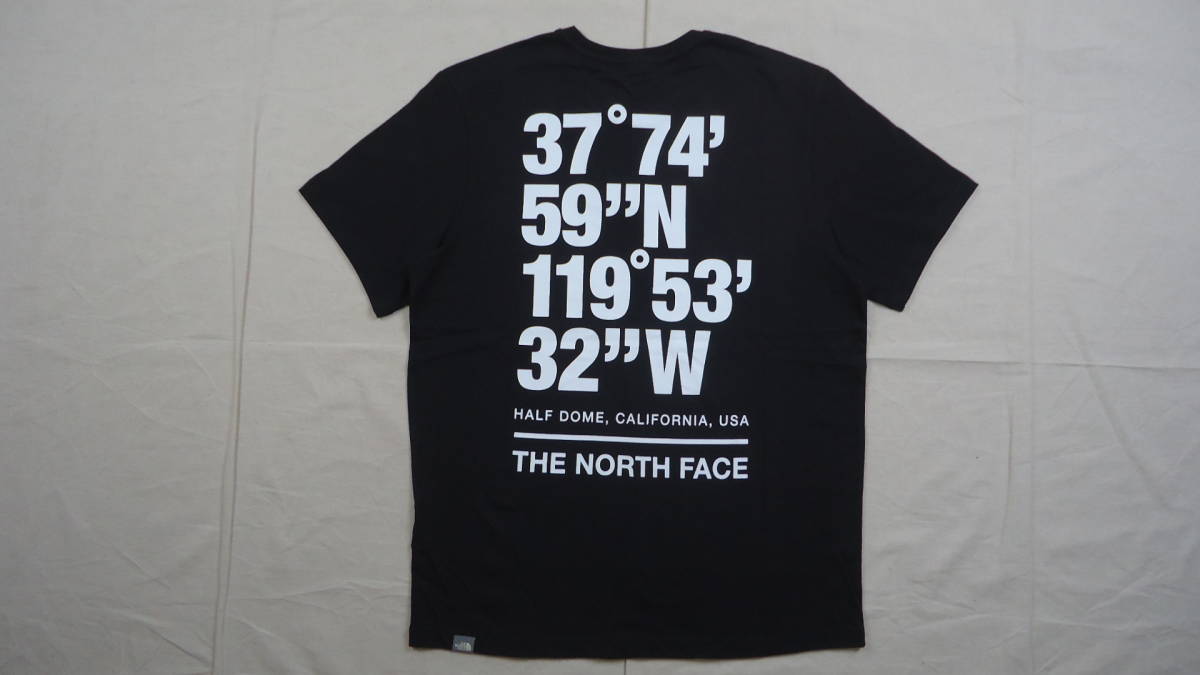 37°74’
59’’N
119°53’
32’’W
HALF DOME, CALIFORNIA, USA
THE NORTH FACE